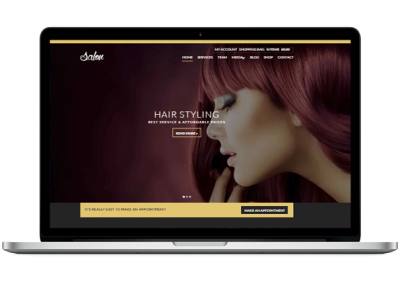 MY ACCOUNT SHOPPING BAG
Salon
HOME SERVICES TEAM MEDIA BLOG SHOP CONTACT
HAIR STYLING
BEST SERVICE & AFFORDABLE PRICES
READ MORE
IT'S REALLY EASY TO MAKE AN APPOINTMENT!
MAKE AN APPOINTMENT